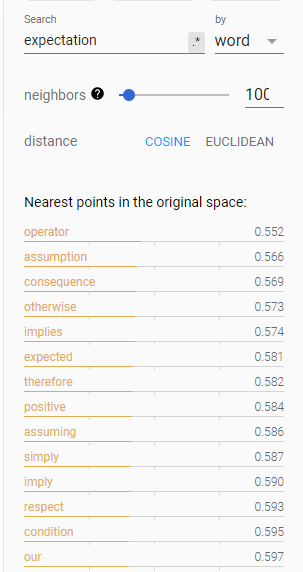 Search
by
expectation
.*
word
neighbors
?
100
distance
COSINE
EUCLIDEAN
Nearest points in the original space:
operator 0.552
assumption 0.566
consequence 0.569
otherwise 0.573
implies 0.574
expected 0.581
therefore 0.582
positive 0.584
assuming 0.586
simply 0.587
imply 0.590
respect 0.593
condition 0.595
our 0.597